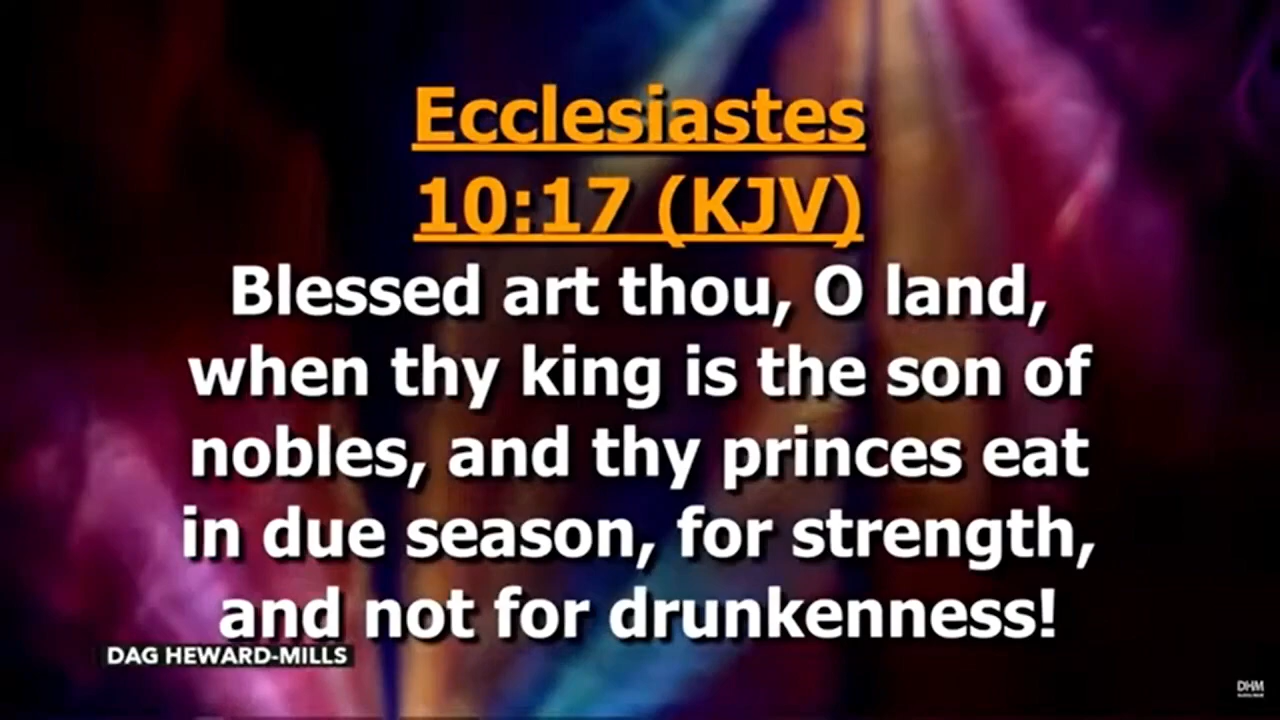 Ecclesiastes
10:17 (KJV)
Blessed art thou, O land,
when thy king is the son of
nobles, and thy princes eat
in due season, for strength,
and not for drunkenness!
DAG HEWARD-MILLS
DHM